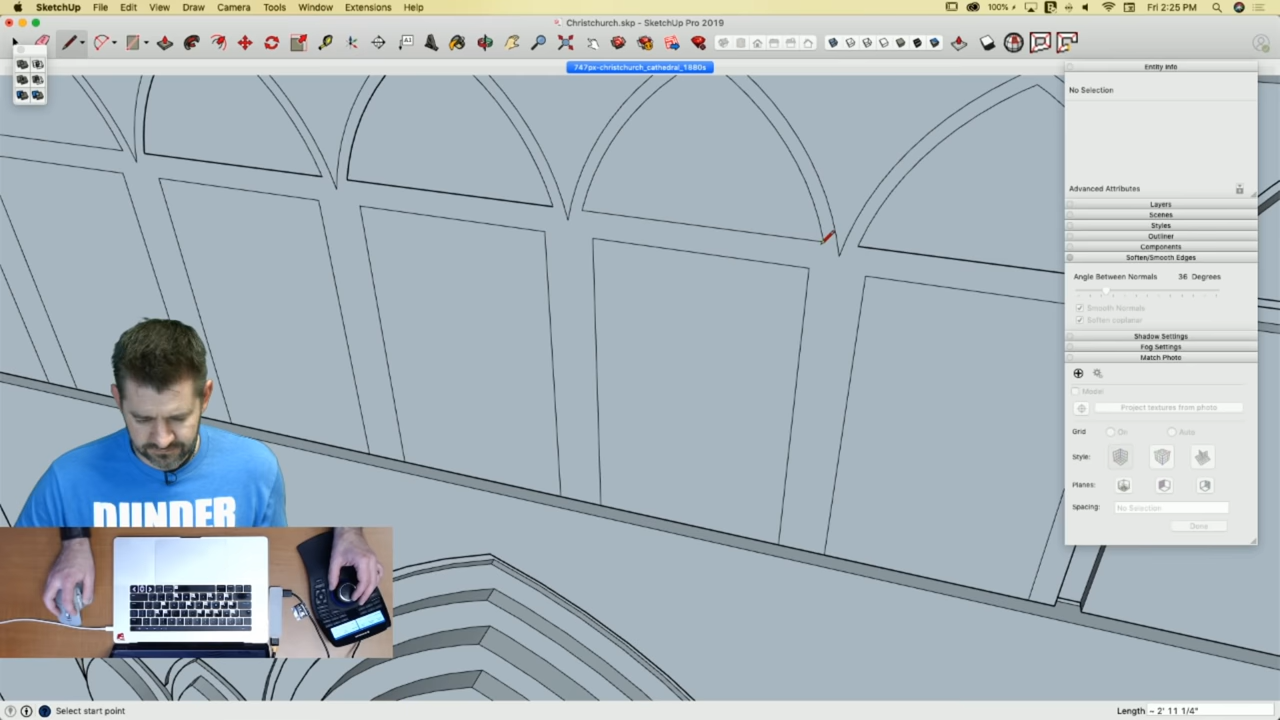 SketchUp File Edit View Draw Camera Tools Window Extensions Help 100% Fri 2:25 PM
Christchurch.skp - SketchUp Pro 2019
747px-christchurch_cathedral_1880s
Entity Info
No Selection
Advanced Attributes
Layers
Scenes
Styles
Outliner
Components
Soften/Smooth Edges
Angle Between Normals 36 Degrees
Smooth Normals
Soften coplanar
Shadow Settings
Fog Settings
Match Photo
Model
Project textures from photo
Grid On Auto
Style:
Planes:
Spacing: No Selection
Done
DUNDER
Select start point
Length ~ 2' 11 1/4"